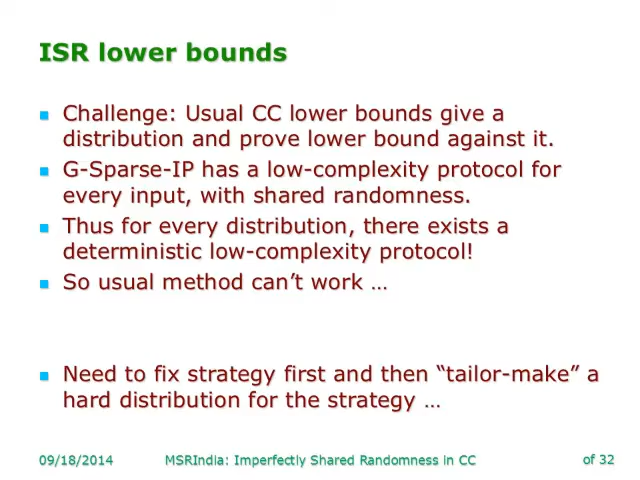 ISR lower bounds
Challenge: Usual CC lower bounds give a
distribution and prove lower bound against it.
G-Sparse-IP has a low-complexity protocol for
every input, with shared randomness.
Thus for every distribution, there exists a
deterministic low-complexity protocol!
So usual method can’t work …
Need to fix strategy first and then “tailor-make” a
hard distribution for the strategy …
09/18/2014 MSRIndia: Imperfectly Shared Randomness in CC of 32